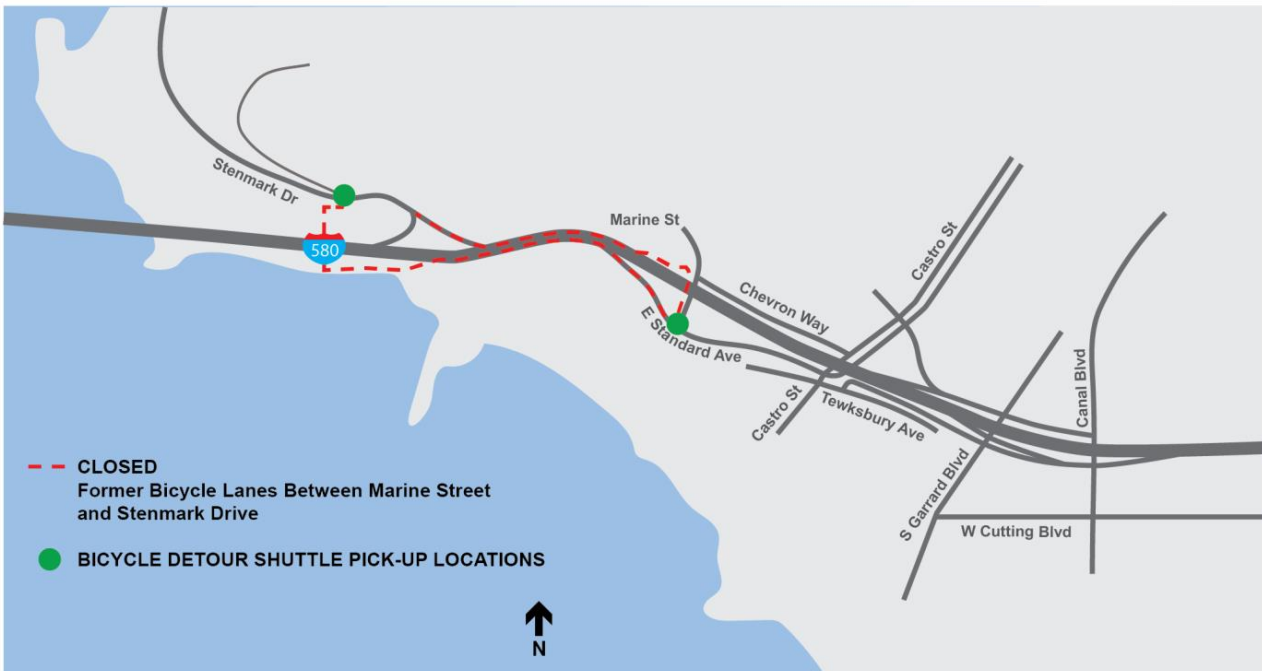 Stenmark Dr
580
Marine St
Chevron Way
Castro St
E Standard Ave
Castro St
Tewksbury Ave
Canal Blvd
S Garrard Blvd
W Cutting Blvd
CLOSED
Former Bicycle Lanes Between Marine Street
and Stenmark Drive
BICYCLE DETOUR SHUTTLE PICK-UP LOCATIONS
N